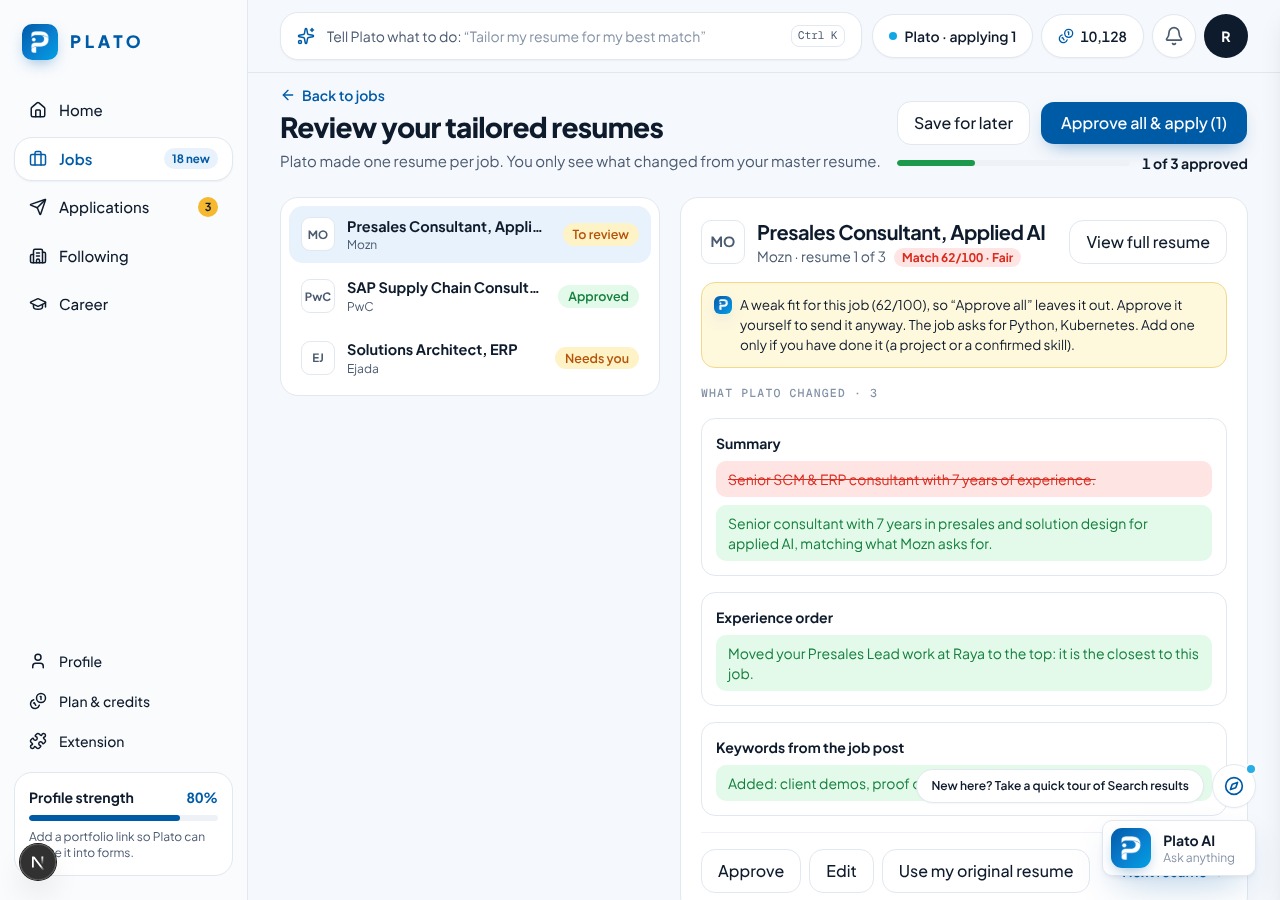 PLATO
Tell Plato what to do: “Tailor my resume for my best match”
Ctrl K
Plato · applying 1
10,128
R
Home
Jobs
18 new
Applications
3
Following
Career
Profile
Plan & credits
Extension
Profile strength
80%
Add a portfolio link so Plato can
it into forms.
N
Back to jobs
Review your tailored resumes
Plato made one resume per job. You only see what changed from your master resume.
Save for later
Approve all & apply (1)
1 of 3 approved
MO
Presales Consultant, Appli…
Mozn
To review
PwC
SAP Supply Chain Consult…
PwC
Approved
EJ
Solutions Architect, ERP
Ejada
Needs you
MO
Presales Consultant, Applied AI
Mozn · resume 1 of 3
Match 62/100 · Fair
View full resume
A weak fit for this job (62/100), so “Approve all” leaves it out. Approve it
yourself to send it anyway. The job asks for Python, Kubernetes. Add one
only if you have done it (a project or a confirmed skill).
WHAT PLATO CHANGED · 3
Summary
Senior SCM & ERP consultant with 7 years of experience.
Senior consultant with 7 years in presales and solution design for
applied AI, matching what Mozn asks for.
Experience order
Moved your Presales Lead work at Raya to the top: it is the closest to this
job.
Keywords from the job post
Added: client demos, proof
New here? Take a quick tour of Search results
Plato AI
Ask anything
Approve
Edit
Use my original resume